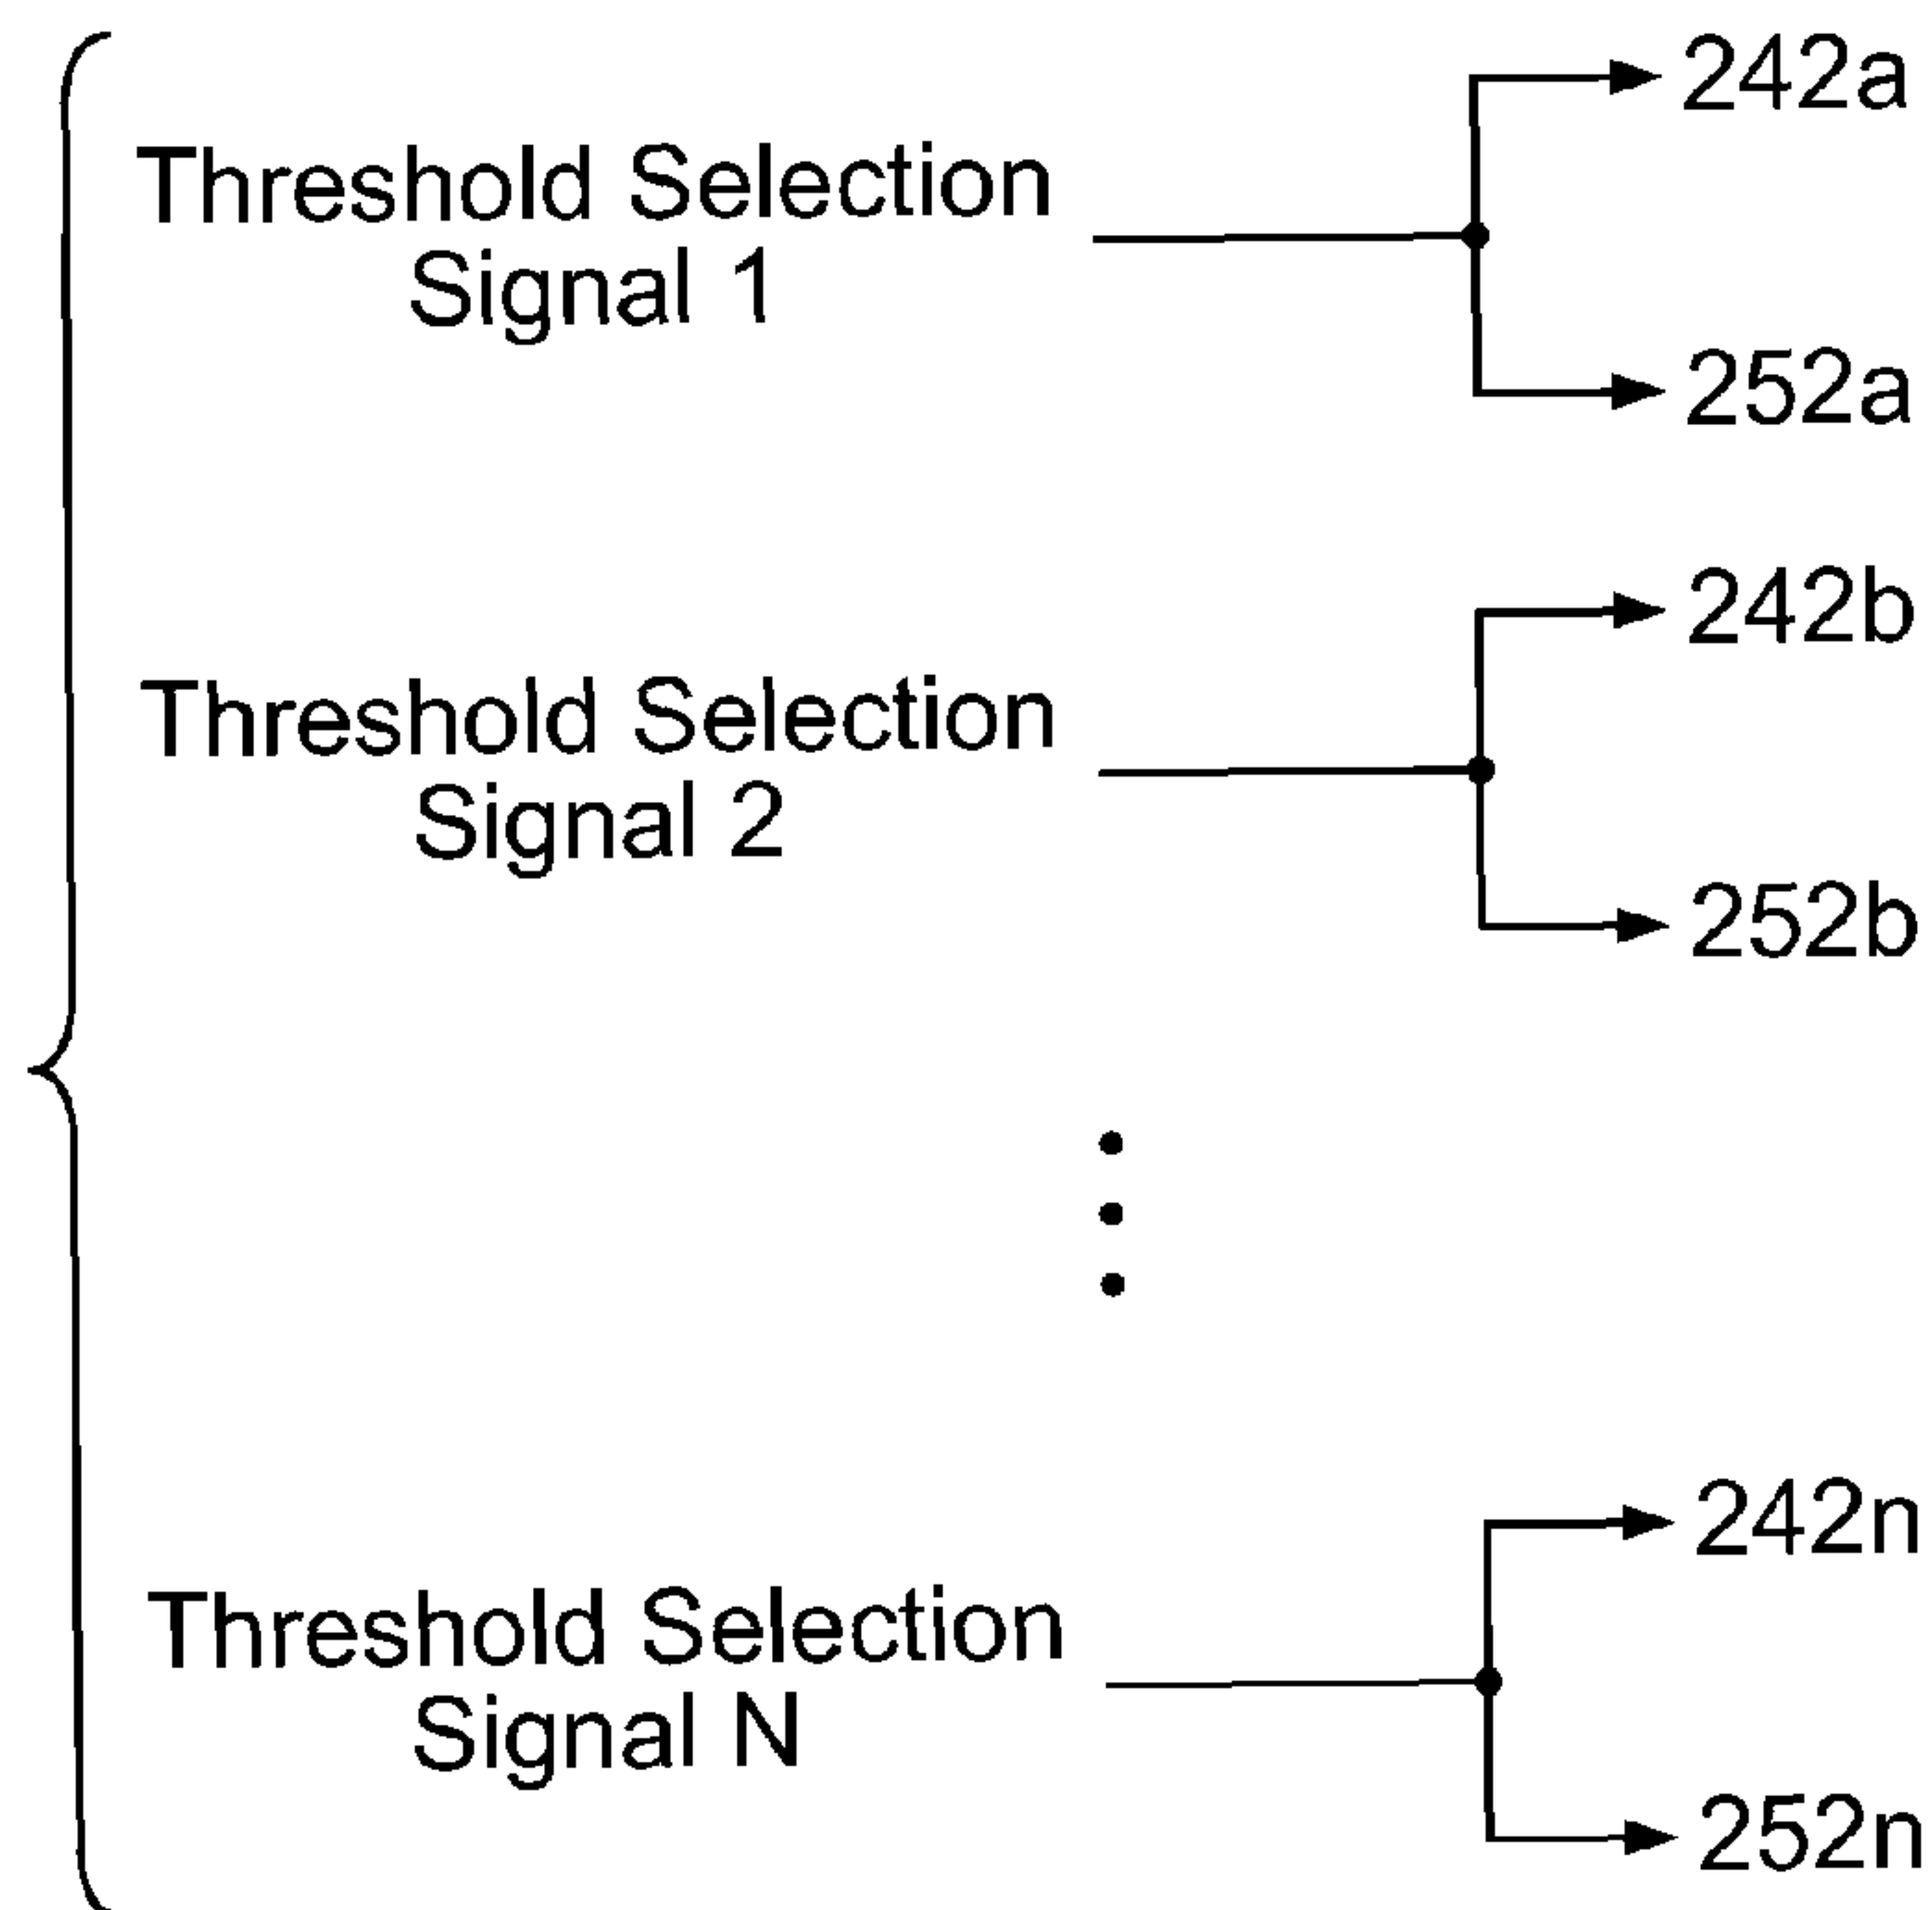 242a
Threshold Selection
Signal 1
252a
242b
Threshold Selection
Signal 2
252b
242n
Threshold Selection
Signal N
252n